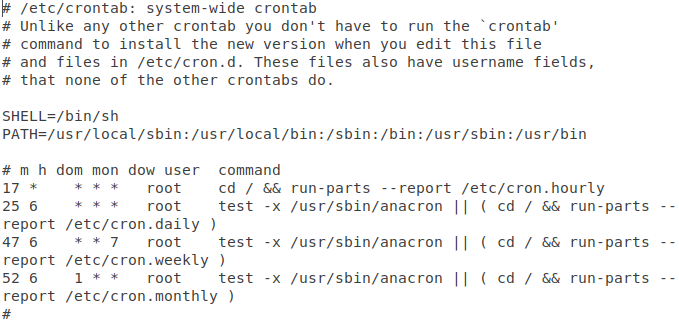 # /etc/crontab: system-wide crontab
# Unlike any other crontab you don't have to run the `crontab'
# command to install the new version when you edit this file
# and files in /etc/cron.d. These files also have username fields,
# that none of the other crontabs do.

SHELL=/bin/sh
PATH=/usr/local/sbin:/usr/local/bin:/sbin:/bin:/usr/sbin:/usr/bin

# m h dom mon dow user  command
17 *    * * *   root    cd / && run-parts --report /etc/cron.hourly
25 6    * * *   root    test -x /usr/sbin/anacron || ( cd / && run-parts --
report /etc/cron.daily )
47 6    * * 7   root    test -x /usr/sbin/anacron || ( cd / && run-parts --
report /etc/cron.weekly )
52 6    1 * *   root    test -x /usr/sbin/anacron || ( cd / && run-parts --
report /etc/cron.monthly )
#